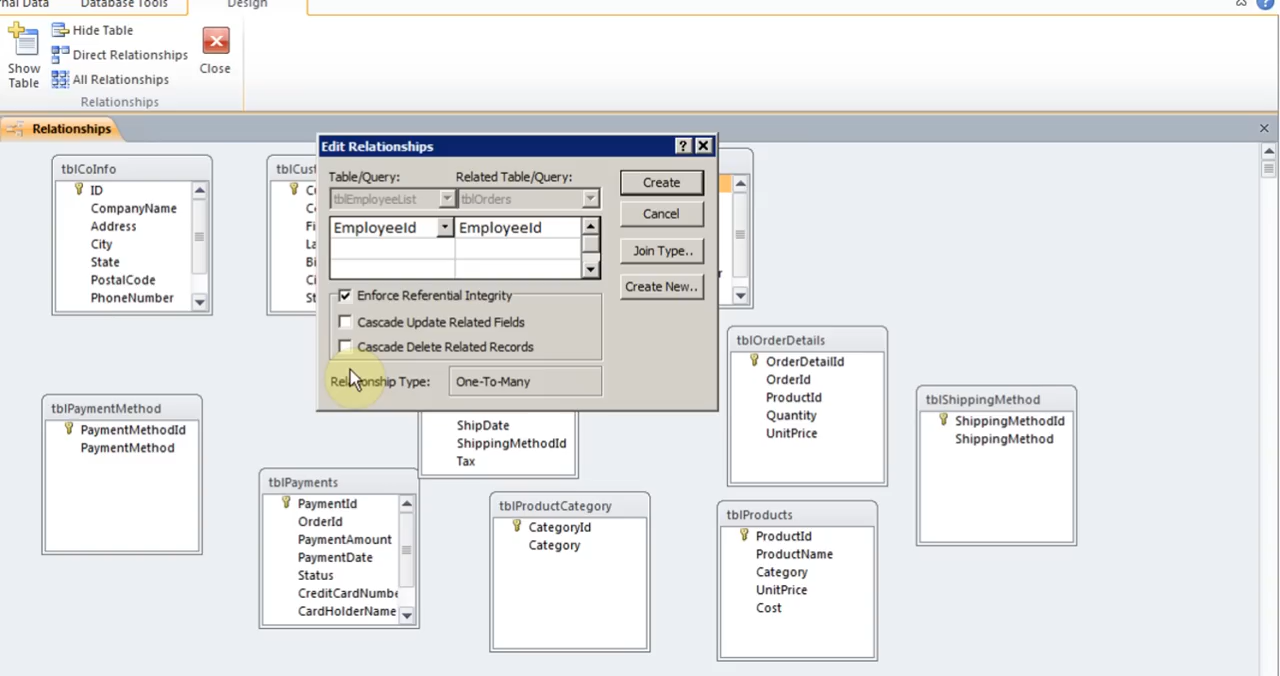 rnal Data
Database Tools
Design
Show
Table
Hide Table
Direct Relationships
All Relationships
Close
Relationships
Relationships
tblCoInfo
ID
CompanyName
Address
City
State
PostalCode
PhoneNumber
tblCus
Edit Relationships
Table/Query:
Related Table/Query:
tblEmployeeList
tblOrders
EmployeeId
EmployeeId
Enforce Referential Integrity
Cascade Update Related Fields
Cascade Delete Related Records
Relationship Type:
One-To-Many
Create
Cancel
Join Type..
Create New..
ShipDate
ShippingMethodId
Tax
tblOrderDetails
OrderDetailId
OrderId
ProductId
Quantity
UnitPrice
tblShippingMethod
ShippingMethodId
ShippingMethod
tblPaymentMethod
PaymentMethodId
PaymentMethod
tblPayments
PaymentId
OrderId
PaymentAmount
PaymentDate
Status
CreditCardNumbe
CardHolderName
tblProductCategory
CategoryId
Category
tblProducts
ProductId
ProductName
Category
UnitPrice
Cost